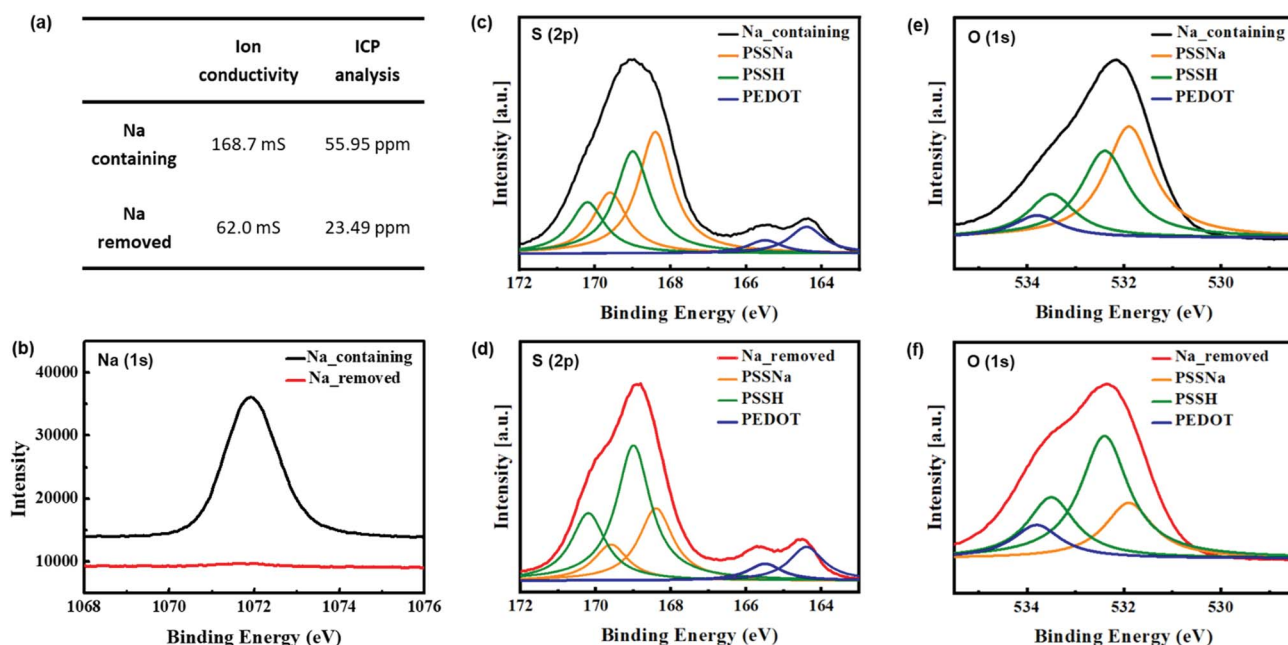 (a)
Ion conductivity
ICP analysis
Na containing
168.7 mS
55.95 ppm
Na removed
62.0 mS
23.49 ppm
(b)
Na (1s)
Na_containing
Na_removed
40000
30000
20000
10000
Intensity
1068 1070 1072 1074 1076
Binding Energy (eV)
(c)
S (2p)
Na_containing
PSSNa
PSSH
PEDOT
Intensity [a.u.]
172 170 168 166 164
Binding Energy (eV)
(d)
S (2p)
Na_removed
PSSNa
PSSH
PEDOT
Intensity [a.u.]
172 170 168 166 164
Binding Energy (eV)
(e)
O (1s)
Na_containing
PSSNa
PSSH
PEDOT
Intensity [a.u.]
534 532 530
Binding Energy (eV)
(f)
O (1s)
Na_removed
PSSNa
PSSH
PEDOT
Intensity [a.u.]
534 532 530
Binding Energy (eV)